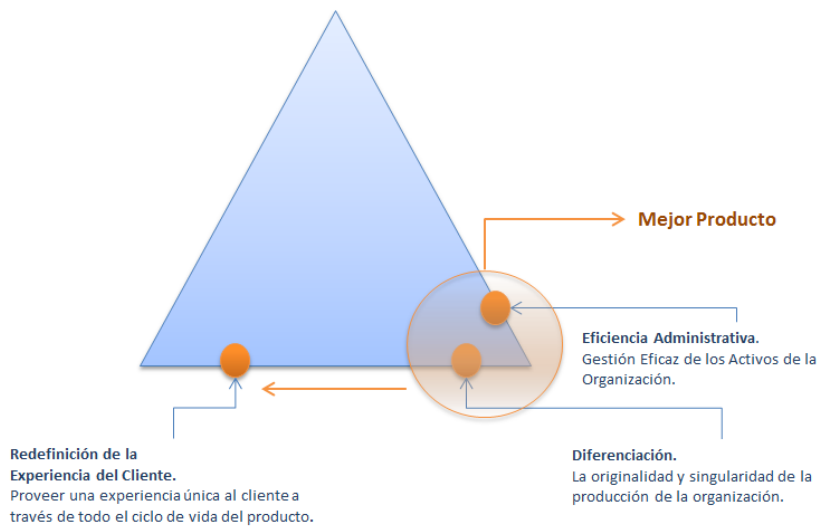 Mejor Producto
Eficiencia Administrativa.
Gestión Eficaz de los Activos de la
Organización.
Redefinición de la
Experiencia del Cliente.
Proveer una experiencia única al cliente a
través de todo el ciclo de vida del producto.
Diferenciación.
La originalidad y singularidad de la
producción de la organización.